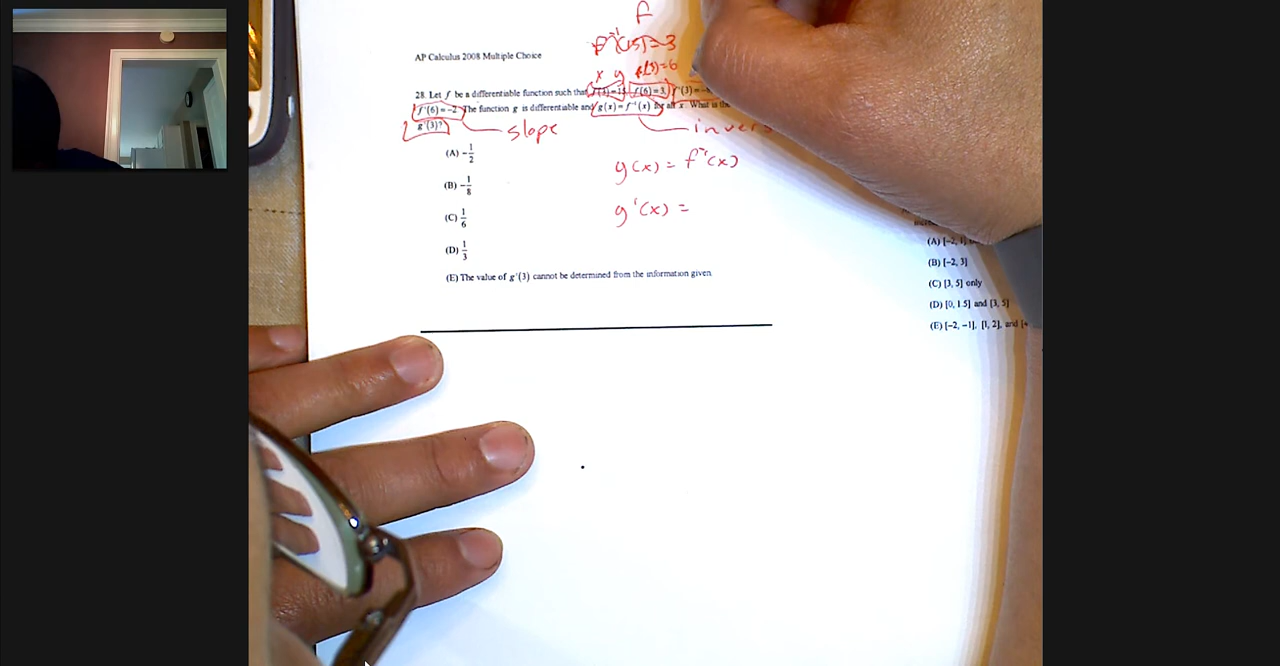 f
f⁻¹(15)=3
x y f(3)=6
AP Calculus 2008 Multiple Choice
28. Let f be a differentiable function such that f(3)=15, f(6)=3, f'(3)=-
f'(6)=-2. The function g is differentiable and g(x)=f⁻¹(x) for all x. What is the
g'(3)?
slope
invers
(A) -1/2
g(x) = f⁻¹(x)
(B) -1/8
g'(x) =
(C) 1/6
(D) 1/3
(E) The value of g'(3) cannot be determined from the information given
(A) [-2, 1]
(B) [-2, 3]
(C) [3, 5] only
(D) [0, 1.5] and [3, 5]
(E) [-2, -1], [1, 2], and [